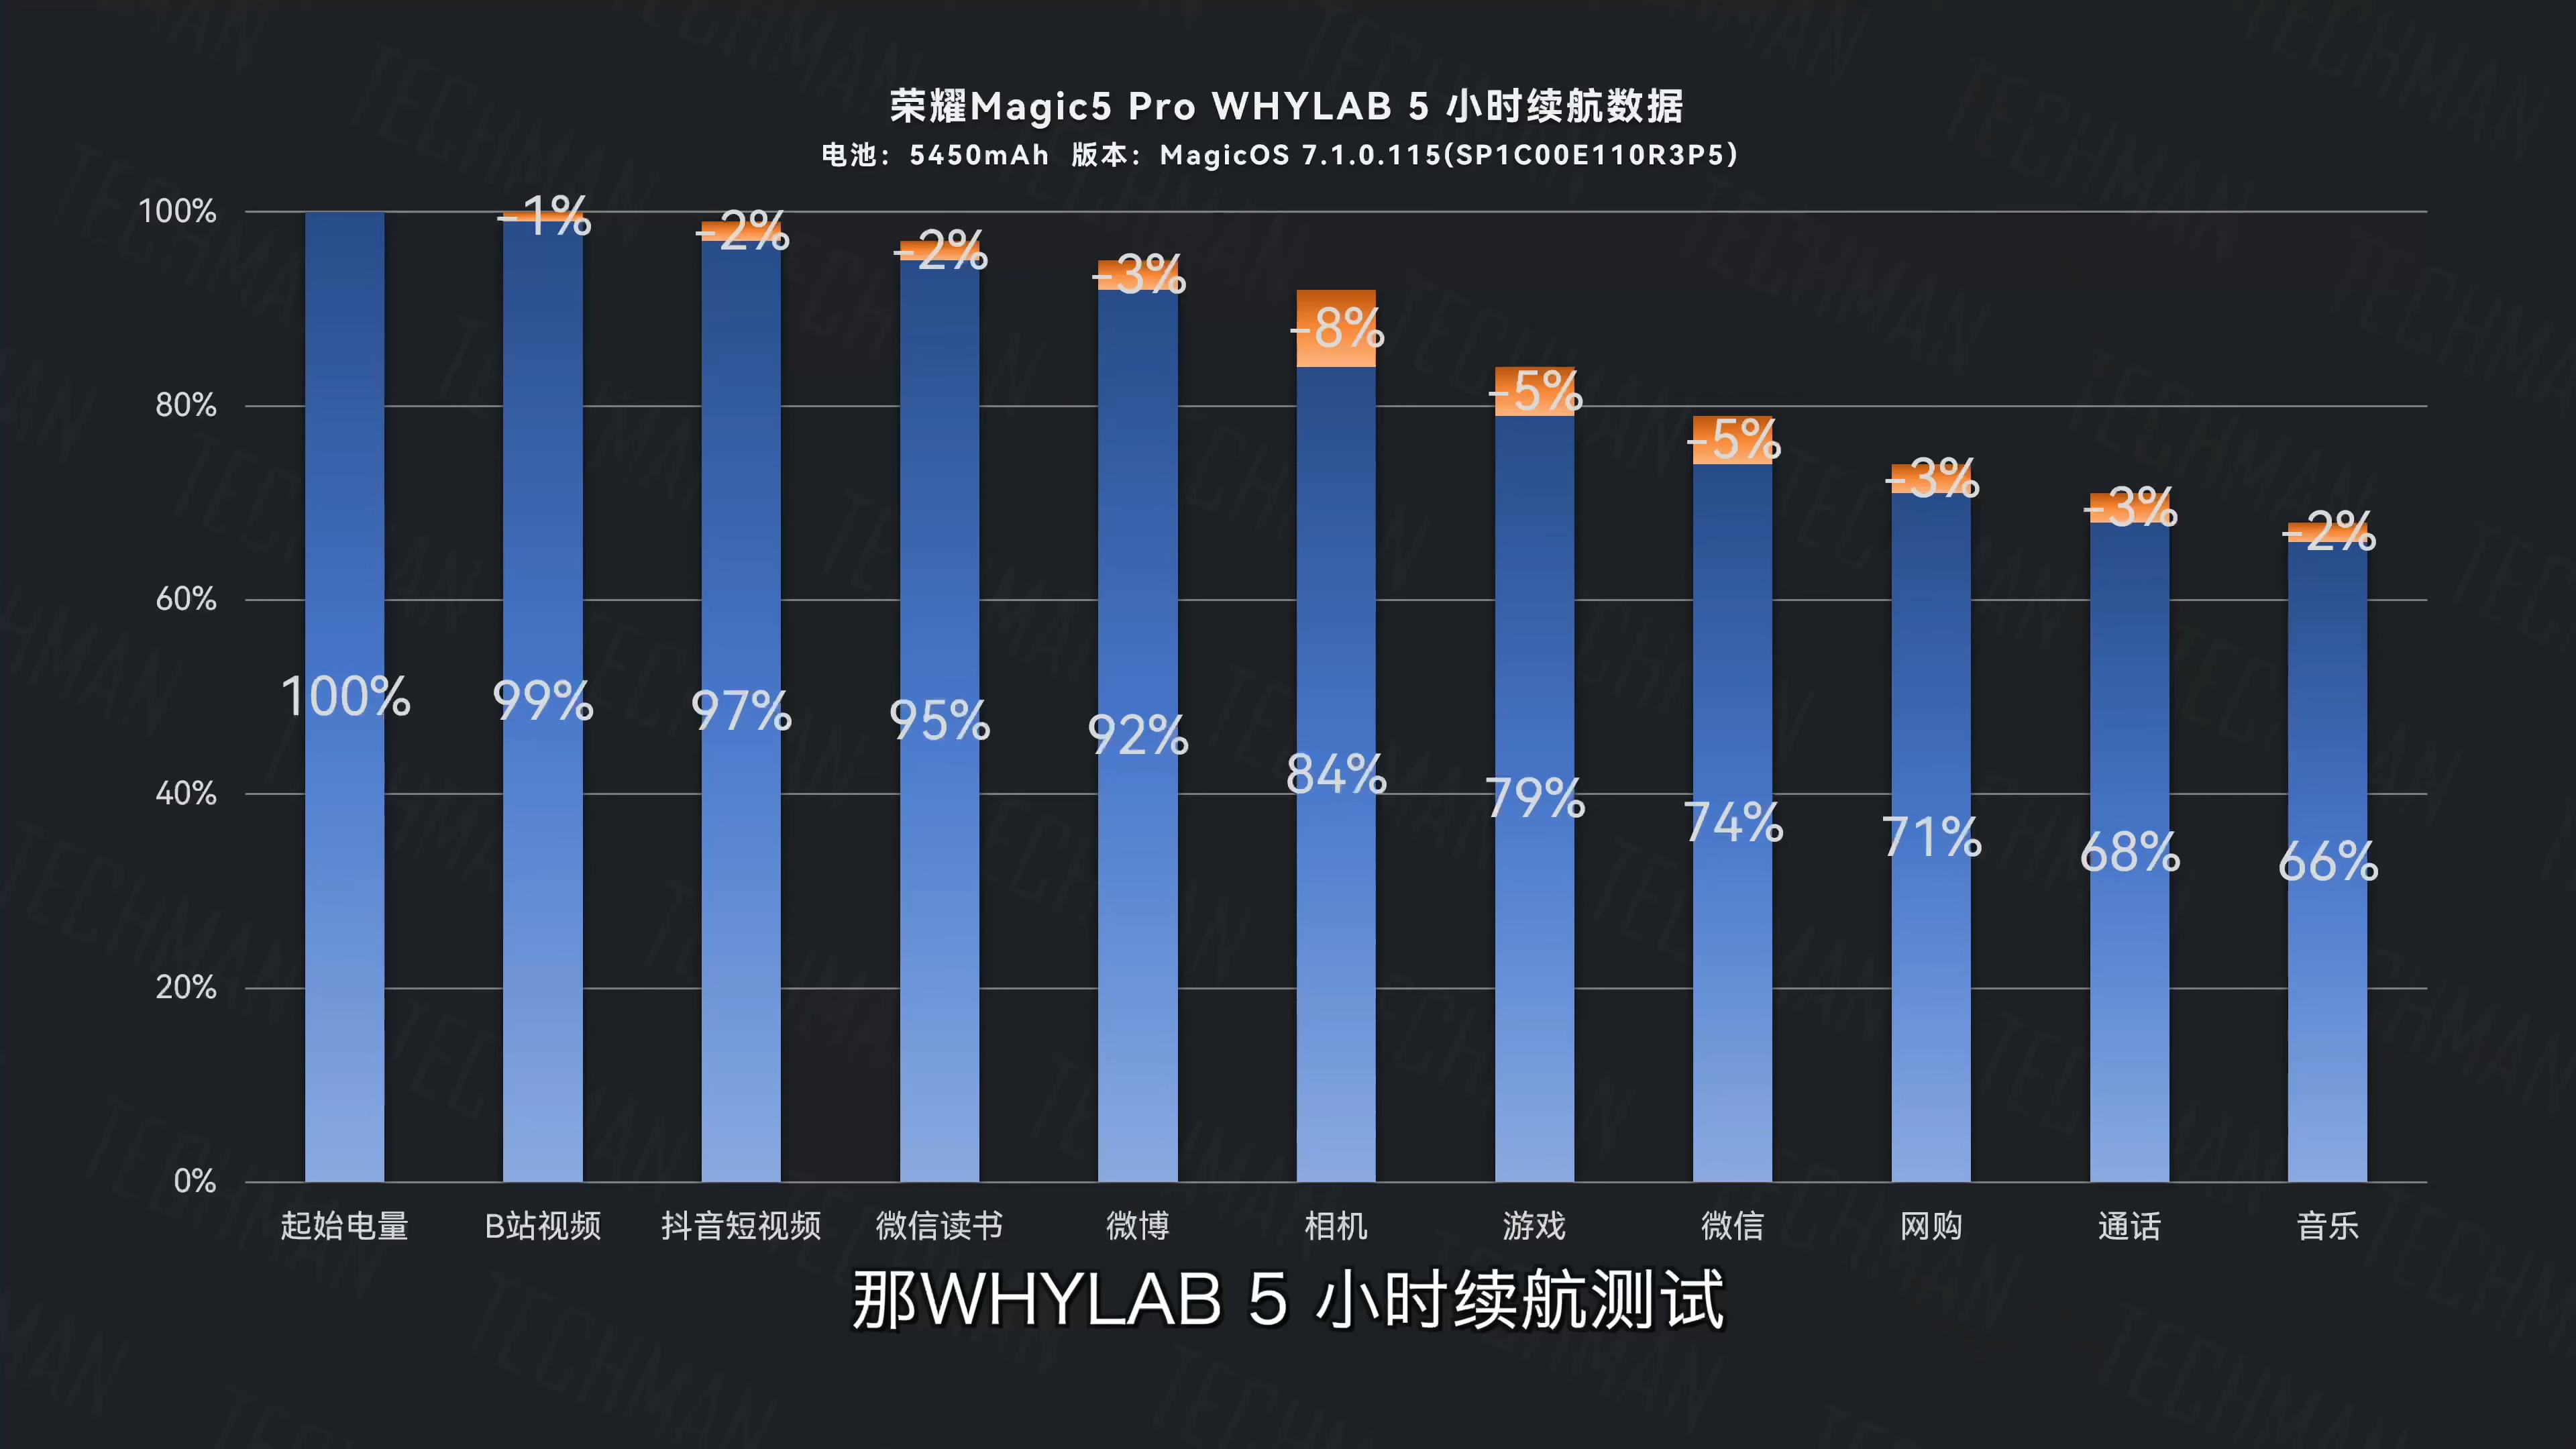 荣耀Magic5 Pro WHYLAB 5 小时续航数据
电池：5450mAh 版本：MagicOS 7.1.0.115(SP1C00E110R3P5)
100%
80%
60%
40%
20%
0%
-1%
-2%
-2%
-3%
-8%
-5%
-5%
-3%
-3%
-2%
100%
99%
97%
95%
92%
84%
79%
74%
71%
68%
66%
起始电量
B站视频
抖音短视频
微信读书
微博
相机
游戏
微信
网购
通话
音乐
那WHYLAB 5 小时续航测试
TECHMAN